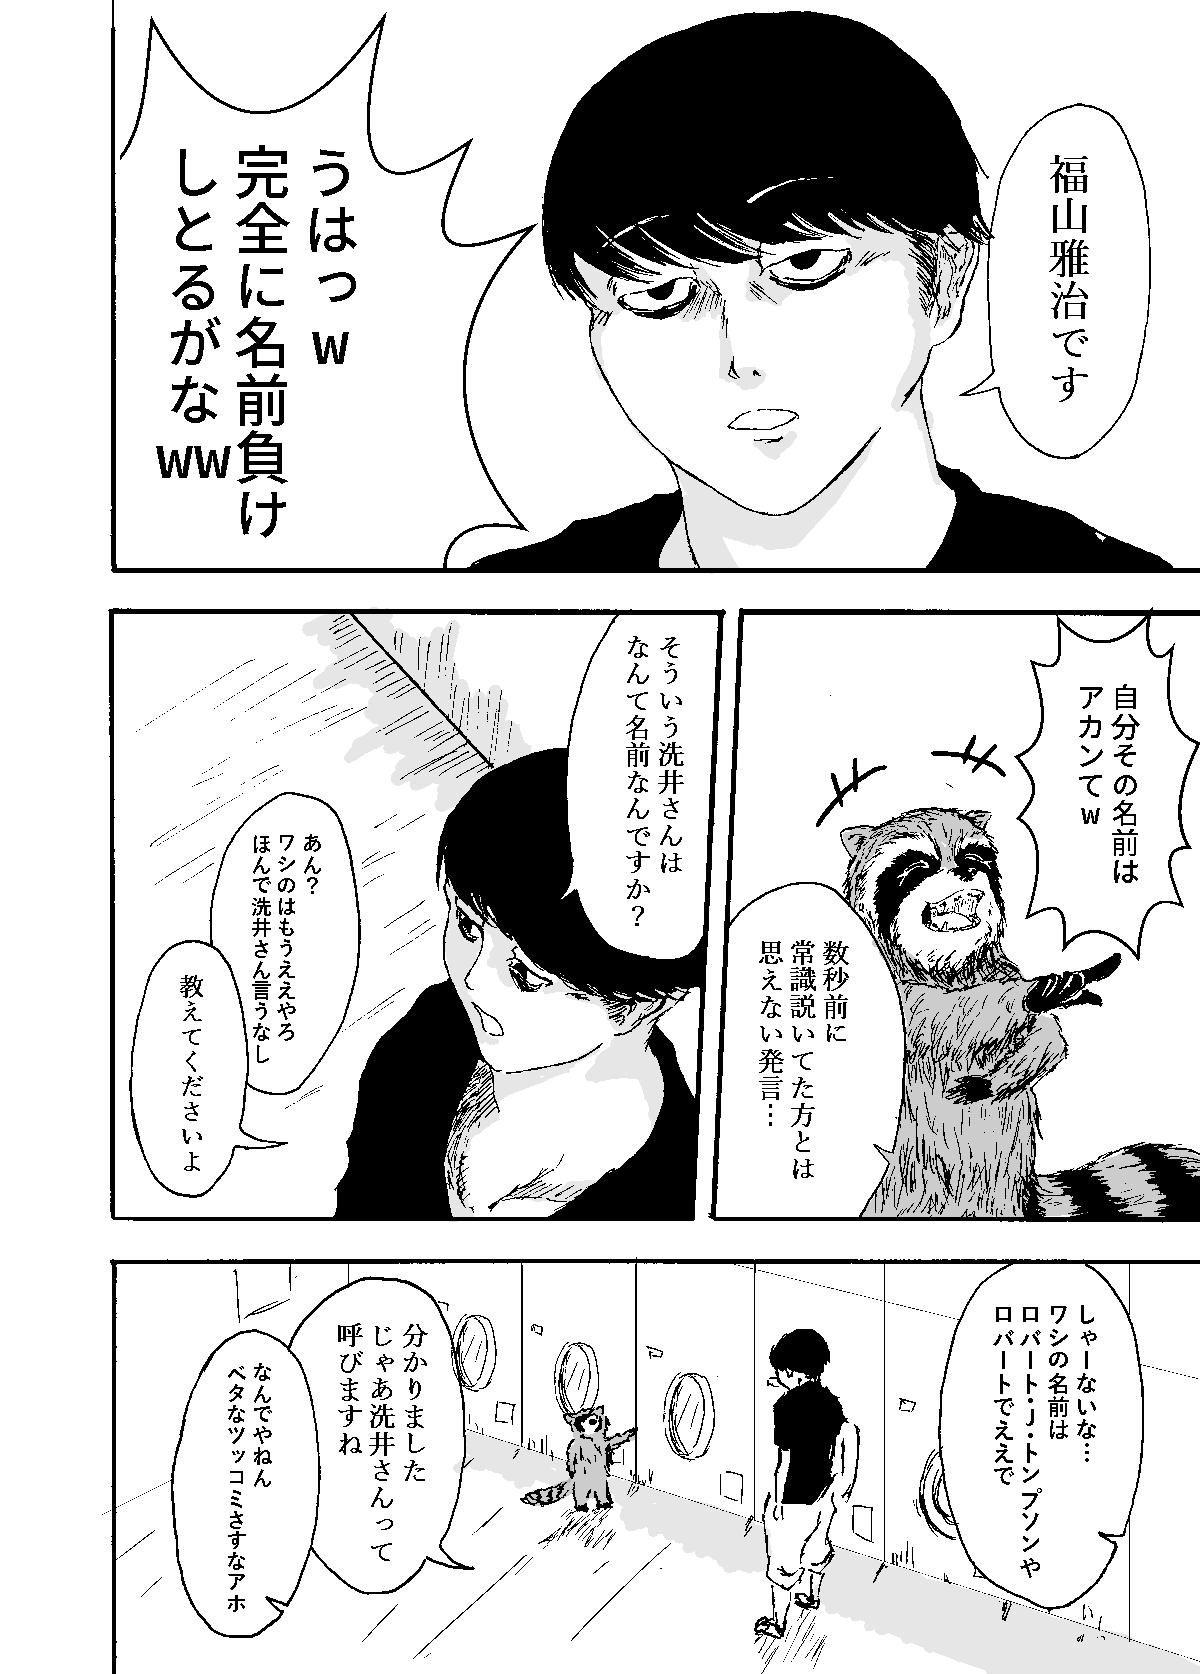 福山雅治です
うはっw
完全に名前負け
しとるがなww
自分その名前は
アカンてw
数秒前に
常識説いてた方とは
思えない発言…
そういう洗井さんは
なんて名前なんですか?
あん?
ワシのはもうええやろ
ほんで洗井さん言うなし
教えてくださいよ
しゃーないな…
ワシの名前は
ロバート・J・トンプソンや
ロバートでええで
分かりました
じゃあ洗井さんって
呼びますね
なんでやねん
ベタなツッコミさすなアホ